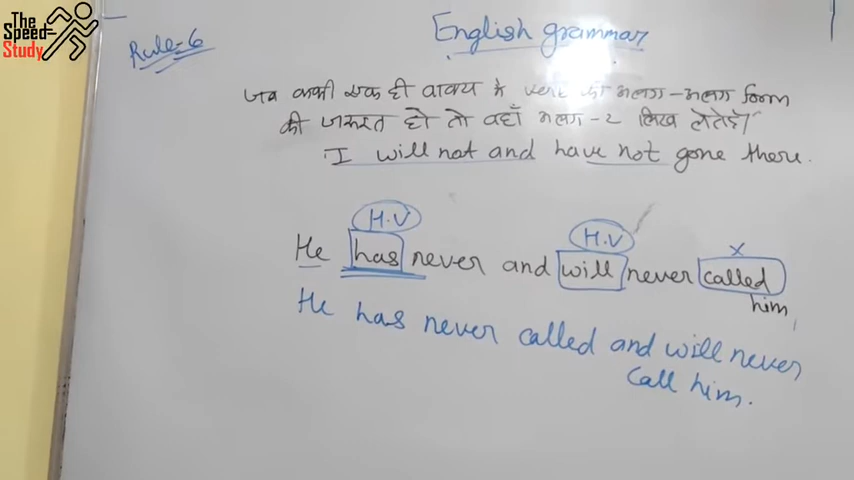 The
Speed-
Study
English grammar
Rule-6
जब कभी एक ही वाक्य मे verb की अलग-अलग form
की जरूरत हो तो वहाँ अलग-2 लिख लेते हैं।
I will not and have not gone there.
H.V H.V x
He has never and will never called
him
He has never called and will never
call him.